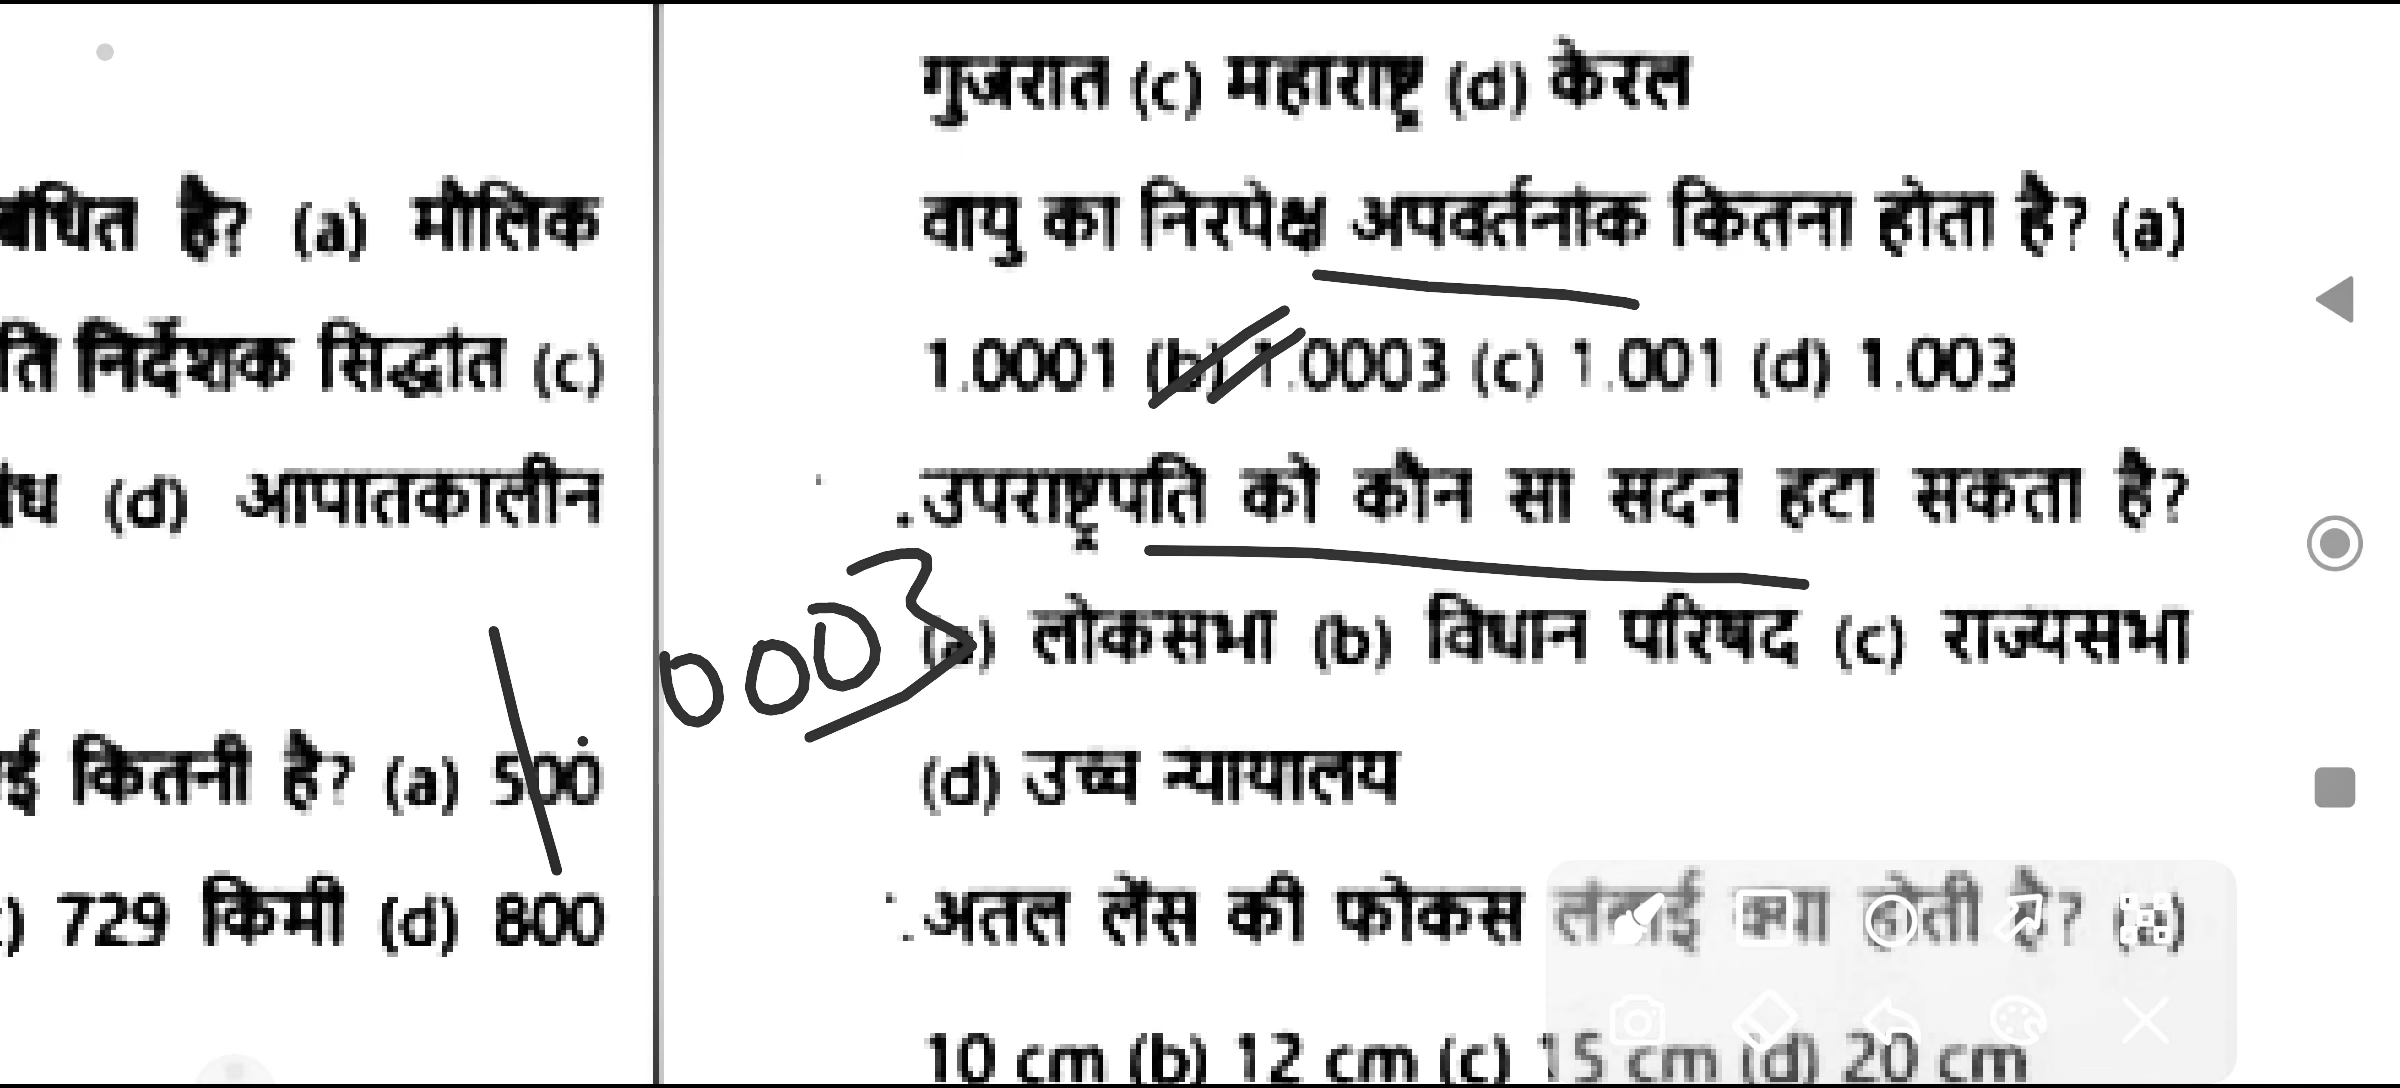 बंधित है? (a) मौलिक
ति निर्देशक सिद्धांत (c)
ंध (d) आपातकालीन
ई कितनी है? (a) 500
) 729 किमी (d) 800
गुजरात (c) महाराष्ट्र (d) केरल
वायु का निरपेक्ष अपवर्तनांक कितना होता है? (a)
1.0001 (b) 1.0003 (c) 1.001 (d) 1.003
उपराष्ट्रपति को कौन सा सदन हटा सकता है?
1.0003
(a) लोकसभा (b) विधान परिषद (c) राज्यसभा
(d) उच्च न्यायालय
अतल लेंस की फोकस लंबाई क्या होती है? (a)
10 cm (b) 12 cm (c) 15 cm (d) 20 cm